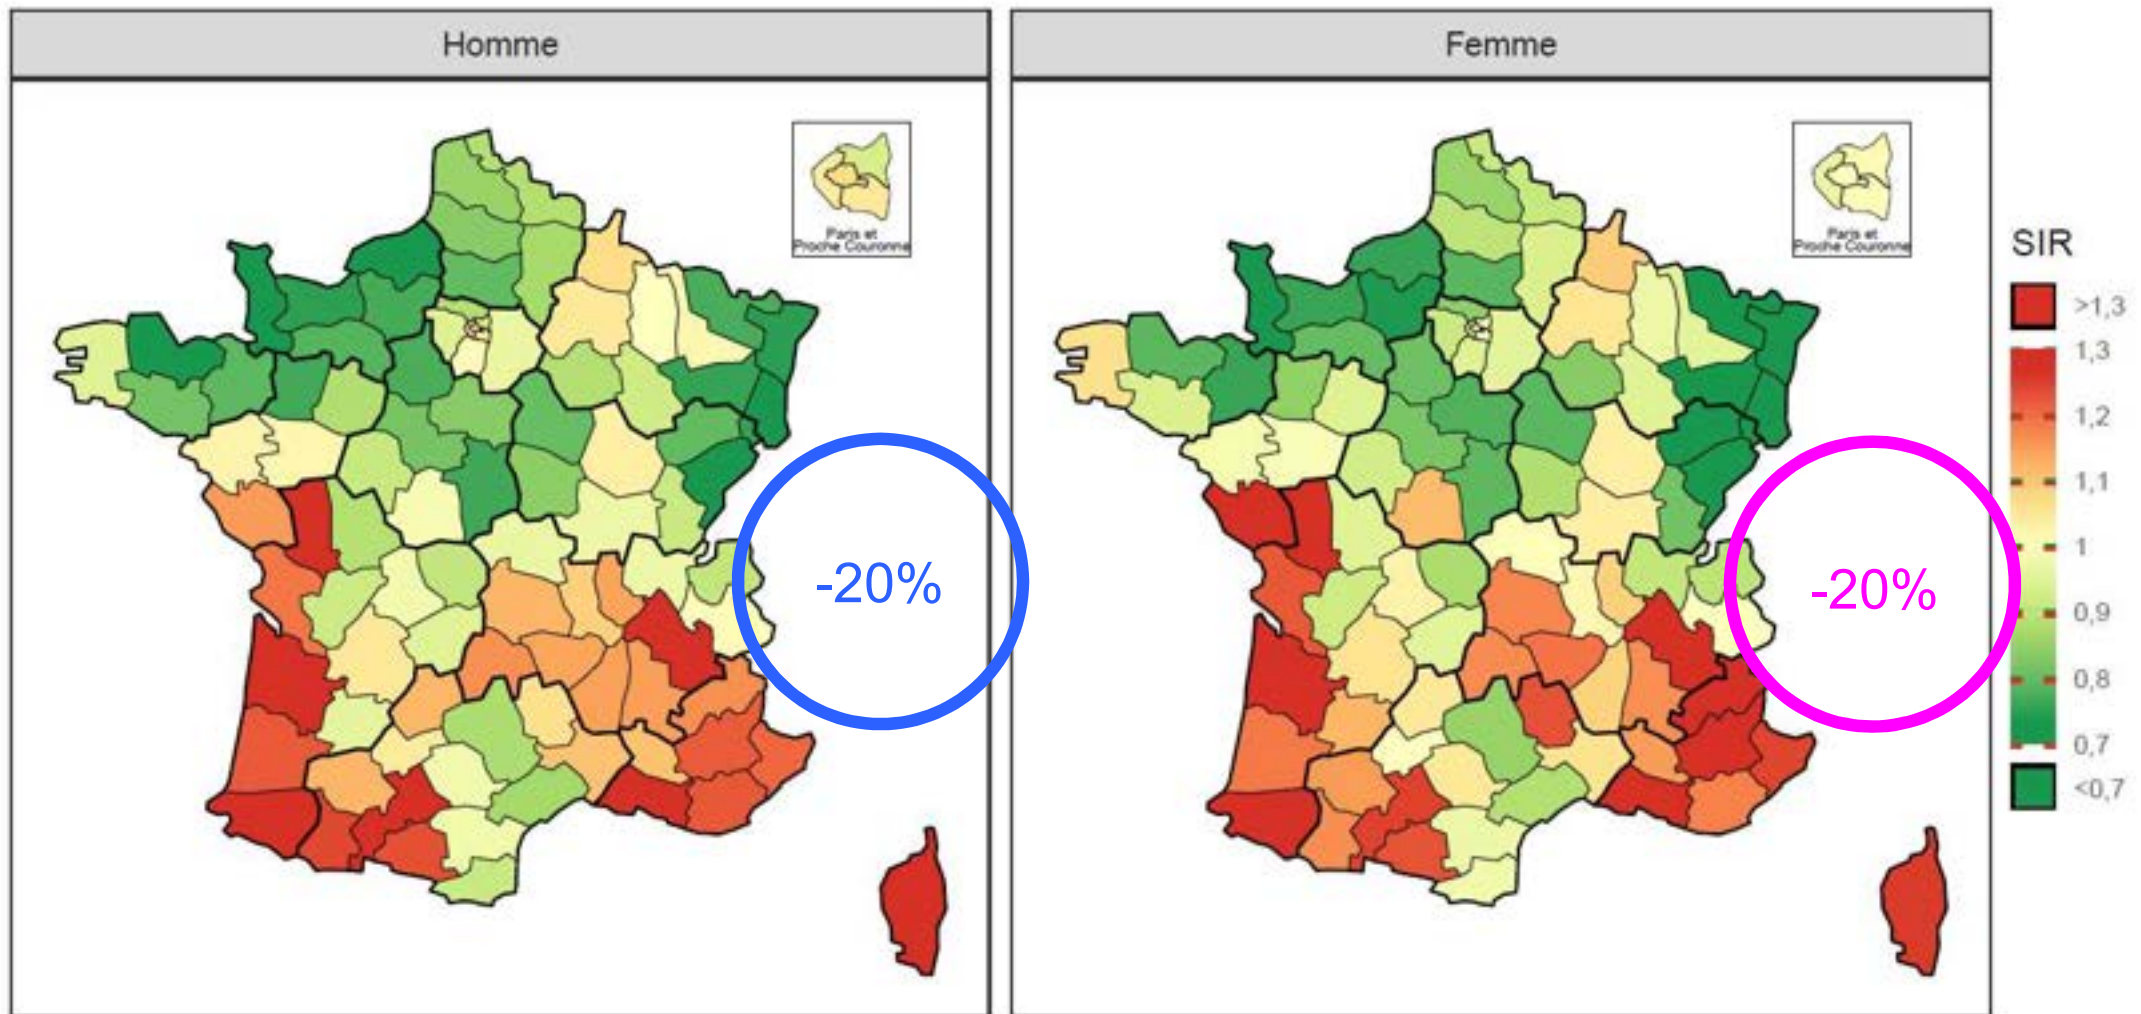 Homme
Femme
Paris et
Proche Couronne
Paris et
Proche Couronne
-20%
-20%
SIR
>1,3
1,3
1,2
1,1
1
0,9
0,8
0,7
<0,7